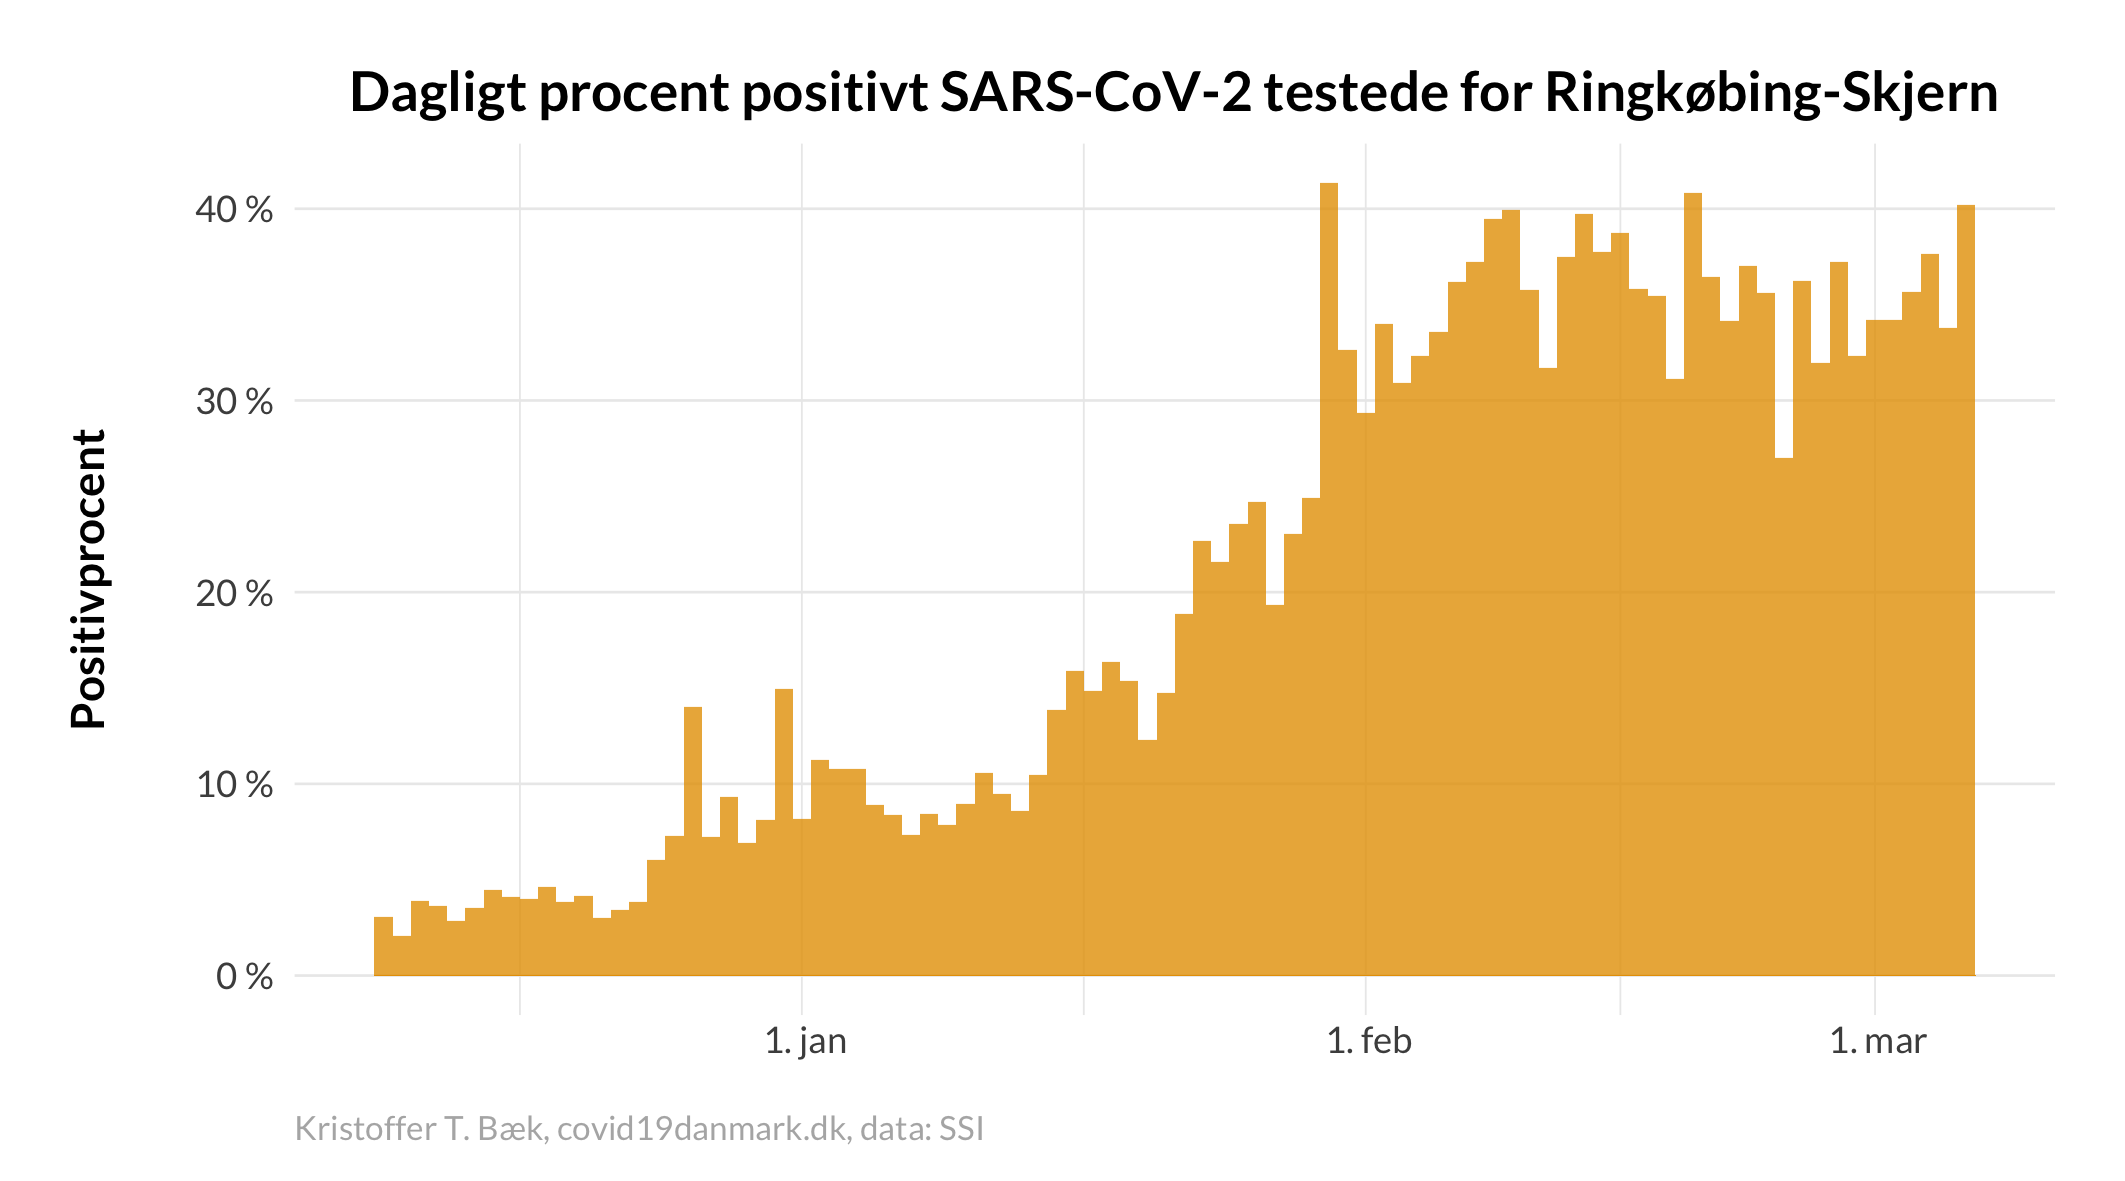 Dagligt procent positivt SARS-CoV-2 testede for Ringkøbing-Skjern
Positivprocent
40 %
30 %
20 %
10 %
0 %
1. jan
1. feb
1. mar
Kristoffer T. Bæk, covid19danmark.dk, data: SSI